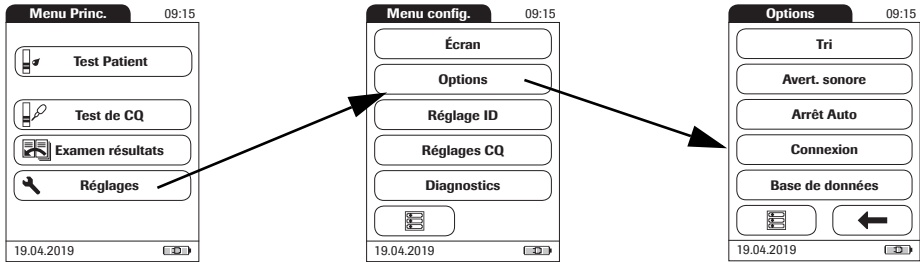 Menu Princ. 09:15
Test Patient
Test de CQ
Examen résultats
Réglages
19.04.2019
Menu config. 09:15
Écran
Options
Réglage ID
Réglages CQ
Diagnostics
19.04.2019
Options 09:15
Tri
Avert. sonore
Arrêt Auto
Connexion
Base de données
19.04.2019